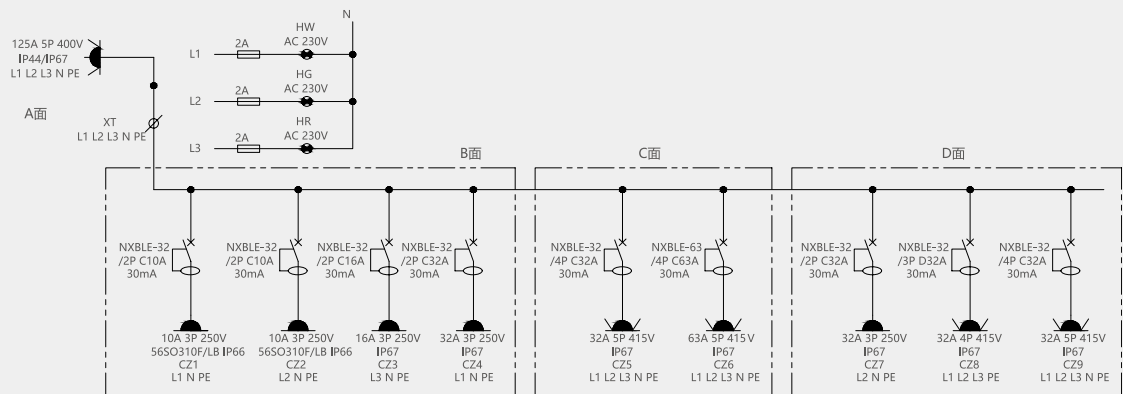 125A 5P 400V
IP44/IP67
L1 L2 L3 N PE
A面
XT
L1 L2 L3 N PE
N
HW
AC 230V
L1
2A
HG
AC 230V
L2
2A
HR
AC 230V
L3
2A
B面
C面
D面
NXBLE-32
/2P C10A
30mA
NXBLE-32
/2P C10A
30mA
NXBLE-32
/2P C16A
30mA
NXBLE-32
/2P C32A
30mA
NXBLE-32
/4P C32A
30mA
NXBLE-63
/4P C63A
30mA
NXBLE-32
/2P C32A
30mA
NXBLE-32
/3P D32A
30mA
NXBLE-32
/4P C32A
30mA
10A 3P 250V
56SO310F/LB IP66
CZ1
L1 N PE
10A 3P 250V
56SO310F/LB IP66
CZ2
L2 N PE
16A 3P 250V
IP67
CZ3
L3 N PE
32A 3P 250V
IP67
CZ4
L1 N PE
32A 5P 415V
IP67
CZ5
L1 L2 L3 N PE
63A 5P 415V
IP67
CZ6
L1 L2 L3 N PE
32A 3P 250V
IP67
CZ7
L2 N PE
32A 4P 415V
IP67
CZ8
L1 L2 L3 PE
32A 5P 415V
IP67
CZ9
L1 L2 L3 N PE